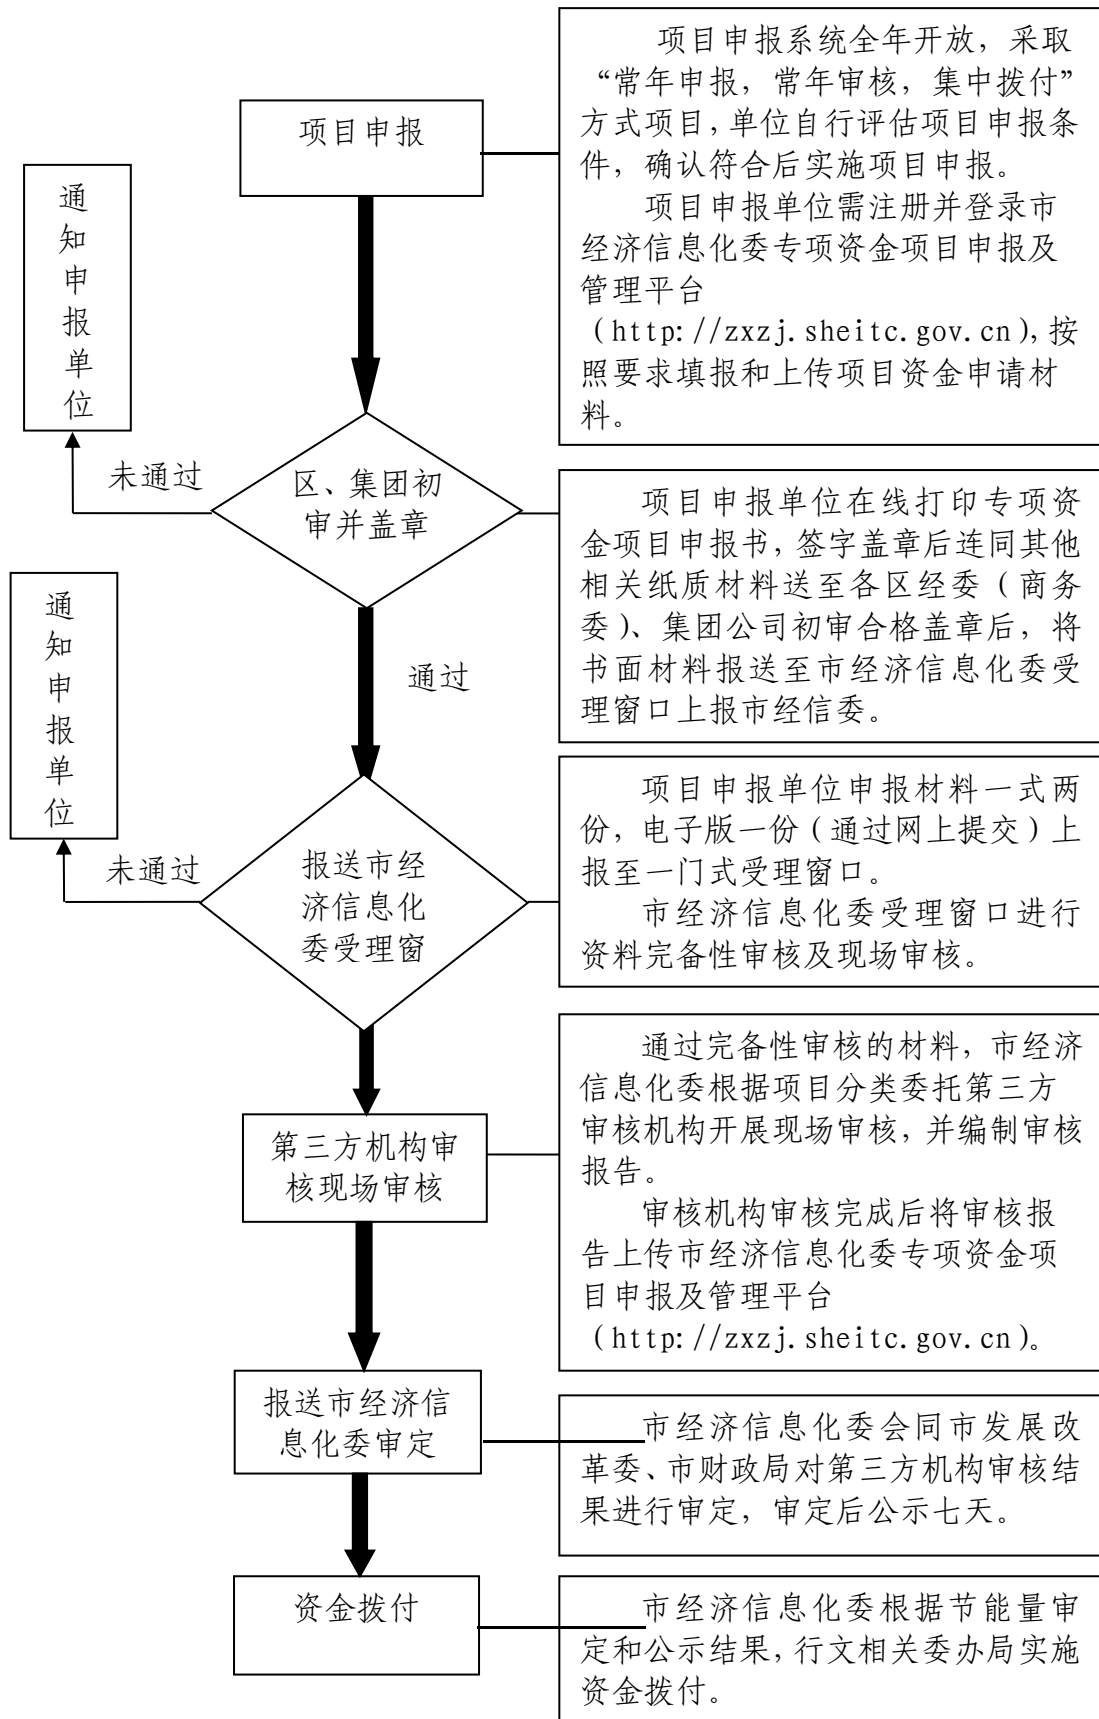 项目申报系统全年开放，采取
“常年申报，常年审核，集中拨付”
方式项目，单位自行评估项目申报条
件，确认符合后实施项目申报。
项目申报单位需注册并登录市
经济信息化委专项资金项目申报及
管理平台
（http://zxzj.sheitc.gov.cn），按
照要求填报和上传项目资金申请材
料。
项目申报
通
知
申
报
单
位
未通过
区、集团初
审并盖章
项目申报单位在线打印专项资
金项目申报书，签字盖章后连同其他
相关纸质材料送至各区经委（商务
委）、集团公司初审合格盖章后，将
书面材料报送至市经济信息化委受
理窗口上报市经信委。
通
知
申
报
单
位
通过
未通过
报送市经
济信息化
委受理窗
项目申报单位申报材料一式两
份，电子版一份（通过网上提交）上
报至一门式受理窗口。
市经济信息化委受理窗口进行
资料完备性审核及现场审核。
第三方机构审
核现场审核
通过完备性审核的材料，市经济
信息化委根据项目分类委托第三方
审核机构开展现场审核，并编制审核
报告。
审核机构审核完成后将审核报
告上传市经济信息化委专项资金项
目申报及管理平台
（http://zxzj.sheitc.gov.cn）。
报送市经济信
息化委审定
市经济信息化委会同市发展改
革委、市财政局对第三方机构审核结
果进行审定，审定后公示七天。
资金拨付
市经济信息化委根据节能量审
定和公示结果，行文相关委办局实施
资金拨付。